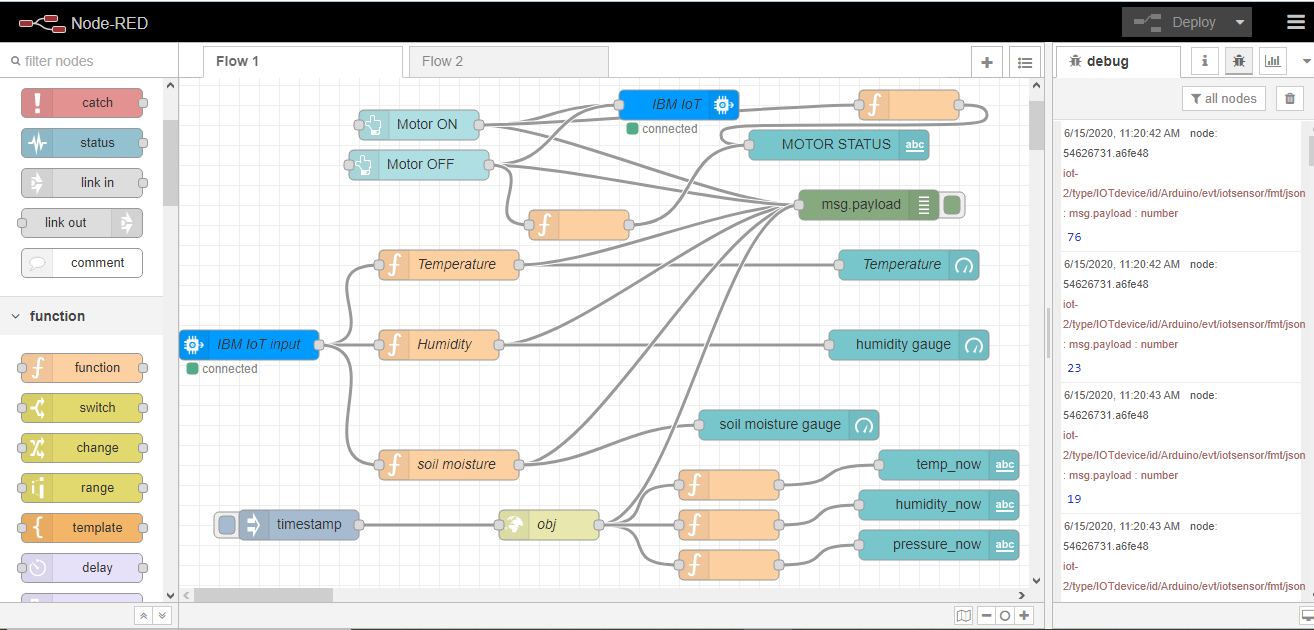 Node-RED
Deploy
filter nodes
catch
status
link in
link out
comment
function
function
switch
change
range
template
delay
Flow 1
Flow 2
Motor ON
IBM IoT
connected
Motor OFF
MOTOR STATUS
abc
msg.payload
Temperature
Temperature
IBM IoT input
connected
Humidity
humidity gauge
soil moisture gauge
soil moisture
temp_now
abc
timestamp
obj
humidity_now
abc
pressure_now
abc
debug
i
all nodes
6/15/2020, 11:20:42 AM node:
54626731.a6fe48
iot-
2/type/IOTdevice/id/Arduino/evt/iotsensor/fmt/json
: msg.payload : number
76
6/15/2020, 11:20:42 AM node:
54626731.a6fe48
iot-
2/type/IOTdevice/id/Arduino/evt/iotsensor/fmt/json
: msg.payload : number
23
6/15/2020, 11:20:43 AM node:
54626731.a6fe48
iot-
2/type/IOTdevice/id/Arduino/evt/iotsensor/fmt/json
: msg.payload : number
19
6/15/2020, 11:20:43 AM node:
54626731.a6fe48
iot-
2/type/IOTdevice/id/Arduino/evt/iotsensor/fmt/json